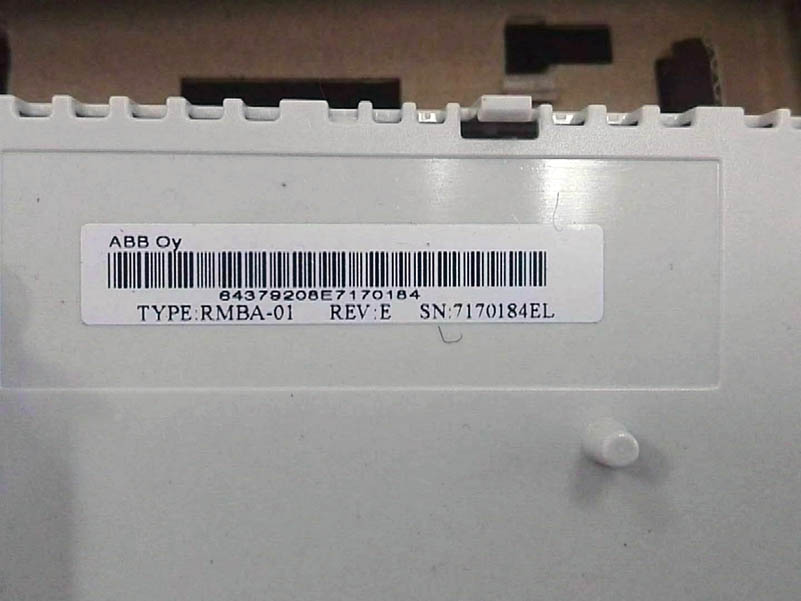 ABB Oy
64379208E7170184
TYPE:RMBA-01 REV:E SN:7170184EL